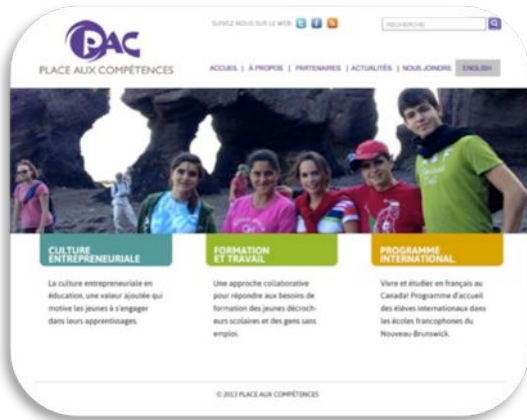 PAC
PLACE AUX COMPÉTENCES
SUIVEZ-NOUS SUR LE WEB
RECHERCHE
ACCUEIL | À PROPOS | PARTENAIRES | ACTUALITÉS | NOUS JOINDRE ENGLISH
CULTURE
ENTREPRENEURIALE
La culture entrepreneuriale en
éducation, une valeur ajoutée qui
motive les jeunes à s'engager
dans leurs apprentissages.
FORMATION
ET TRAVAIL
Une approche collaborative
pour répondre aux besoins de
formation des jeunes décroch-
eurs scolaires et des gens sans
emploi.
PROGRAMME
INTERNATIONAL
Vivre et étudier en français au
Canada! Programme d'accueil
des élèves internationaux dans
les écoles francophones du
Nouveau-Brunswick.
© 2013 PLACE AUX COMPÉTENCES